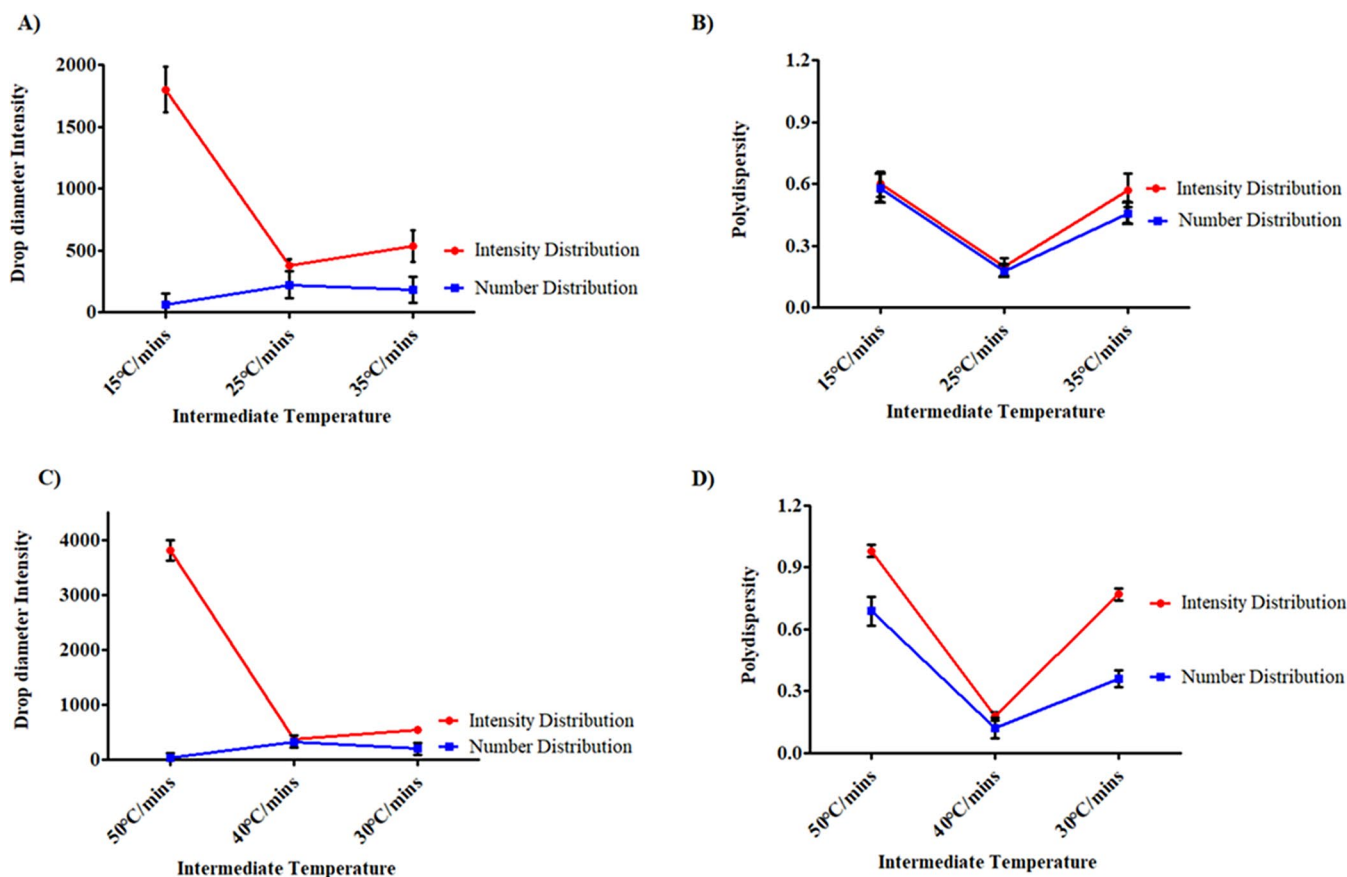 A)
Drop diameter Intensity
2000
1500
1000
500
0
15°C/mins
25°C/mins
35°C/mins
Intermediate Temperature
Intensity Distribution
Number Distribution
B)
Polydispersity
1.2
0.9
0.6
0.3
0.0
15°C/mins
25°C/mins
35°C/mins
Intermediate Temperature
Intensity Distribution
Number Distribution
C)
Drop diameter Intensity
4000
3000
2000
1000
0
50°C/mins
40°C/mins
30°C/mins
Intermediate Temperature
Intensity Distribution
Number Distribution
D)
Polydispersity
1.2
0.9
0.6
0.3
0.0
50°C/mins
40°C/mins
30°C/mins
Intermediate Temperature
Intensity Distribution
Number Distribution